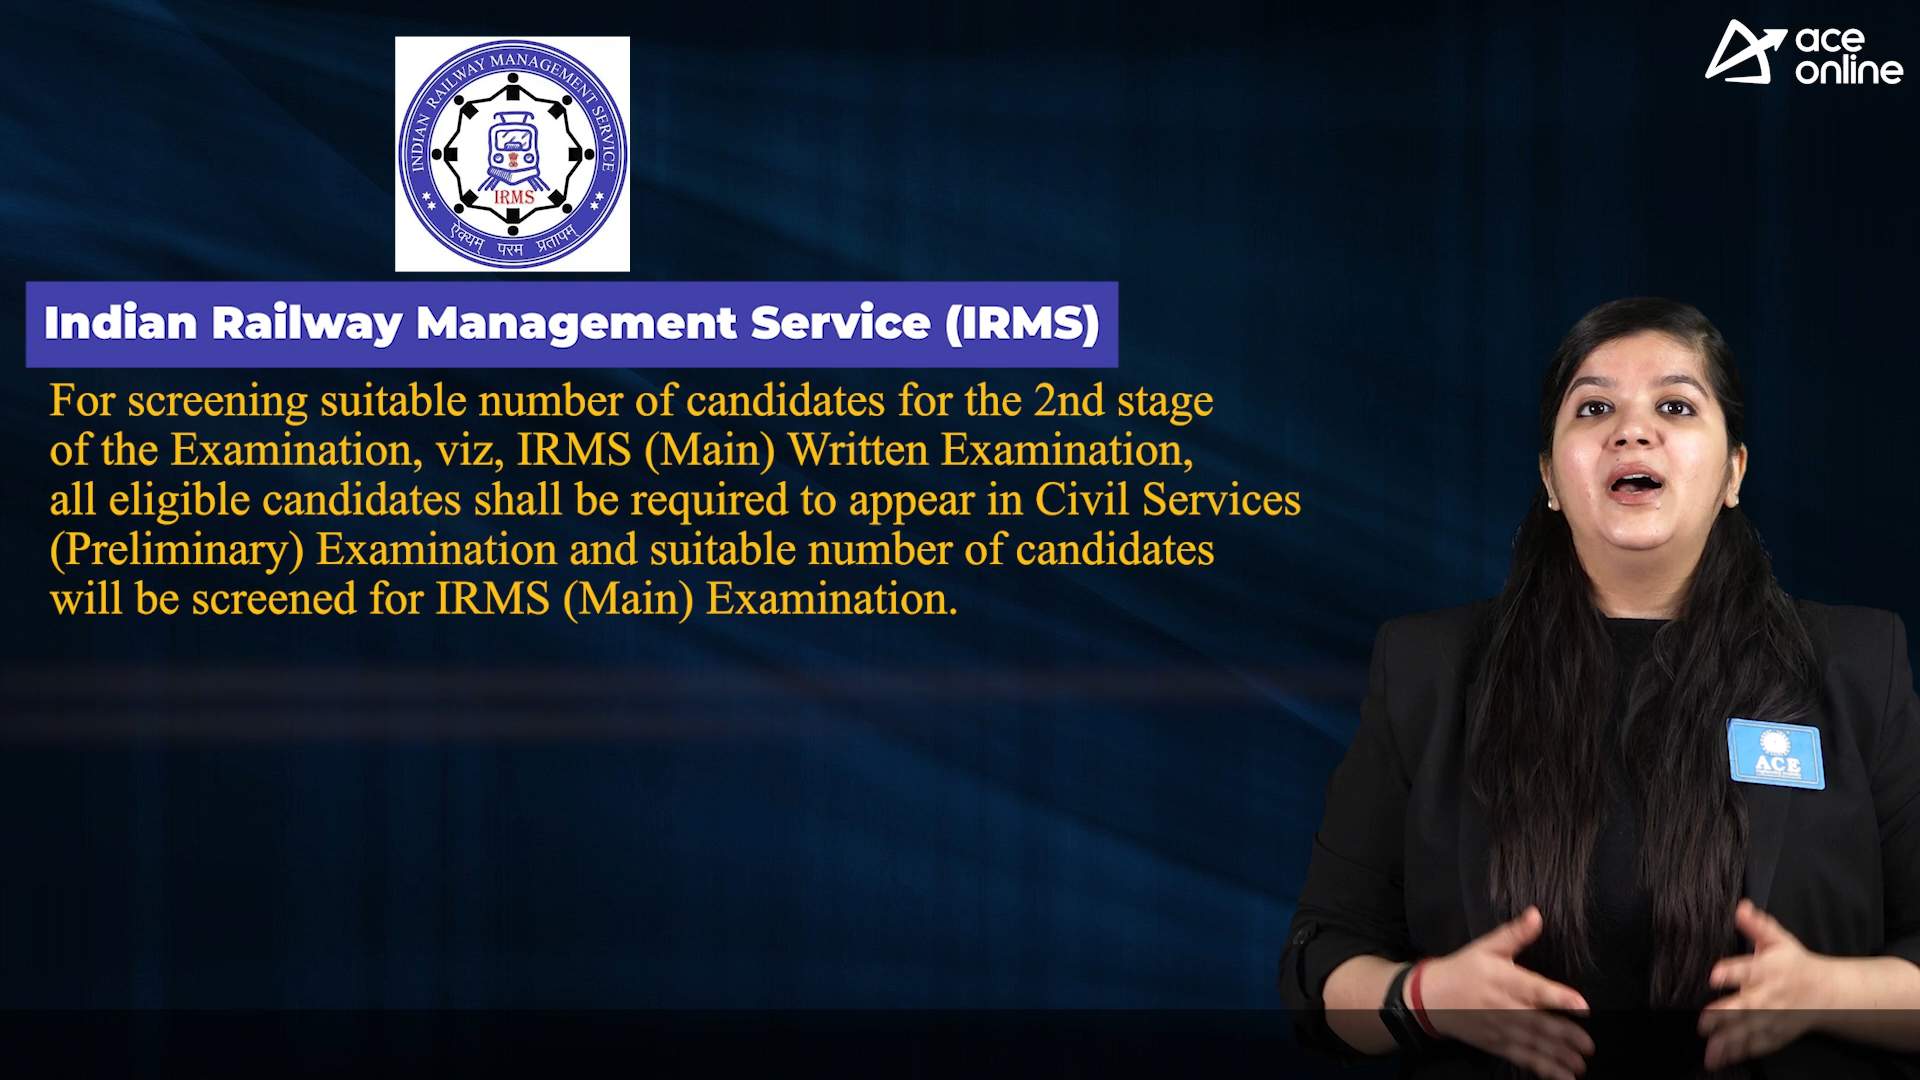 ace
online
INDIAN RAILWAY MANAGEMENT SERVICE
IRMS
ऐक्यम् परम प्रतापम्
Indian Railway Management Service (IRMS)
For screening suitable number of candidates for the 2nd stage
of the Examination, viz, IRMS (Main) Written Examination,
all eligible candidates shall be required to appear in Civil Services
(Preliminary) Examination and suitable number of candidates
will be screened for IRMS (Main) Examination.
ACE